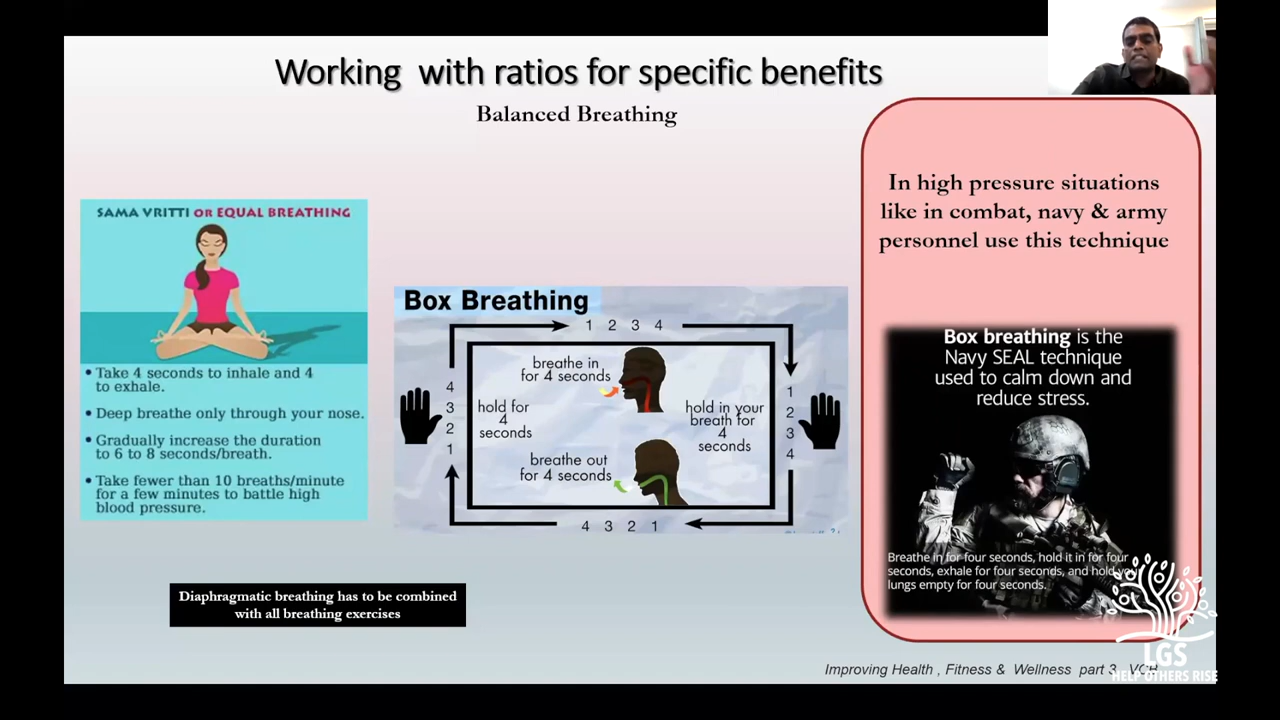 Working with ratios for specific benefits
Balanced Breathing
SAMA VRITTI OR EQUAL BREATHING
• Take 4 seconds to inhale and 4
to exhale.
• Deep breathe only through your nose.
• Gradually increase the duration
to 6 to 8 seconds/breath.
• Take fewer than 10 breaths/minute
for a few minutes to battle high
blood pressure.
Diaphragmatic breathing has to be combined
with all breathing exercises
Box Breathing
1 2 3 4
breathe in
for 4 seconds
4
3
2
1
hold for
4
seconds
hold in your
breath for
4
seconds
1
2
3
4
breathe out
for 4 seconds
4 3 2 1
In high pressure situations
like in combat, navy & army
personnel use this technique
Box breathing is the
Navy SEAL technique
used to calm down and
reduce stress.
Breathe in for four seconds, hold it in for four
seconds, exhale for four seconds, and hold your
lungs empty for four seconds.
Improving Health , Fitness & Wellness part 3
LGS
HELP OTHERS RISE